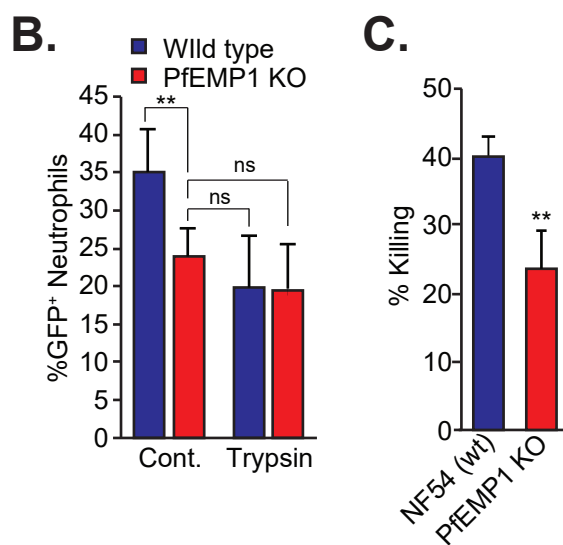 B.
WIld type
PfEMP1 KO
%GFP+ Neutrophils
45
40
35
30
25
20
15
10
5
0
**
ns
ns
Cont.
Trypsin
C.
% Killing
50
40
30
20
10
0
**
NF54 (wt)
PfEMP1 KO